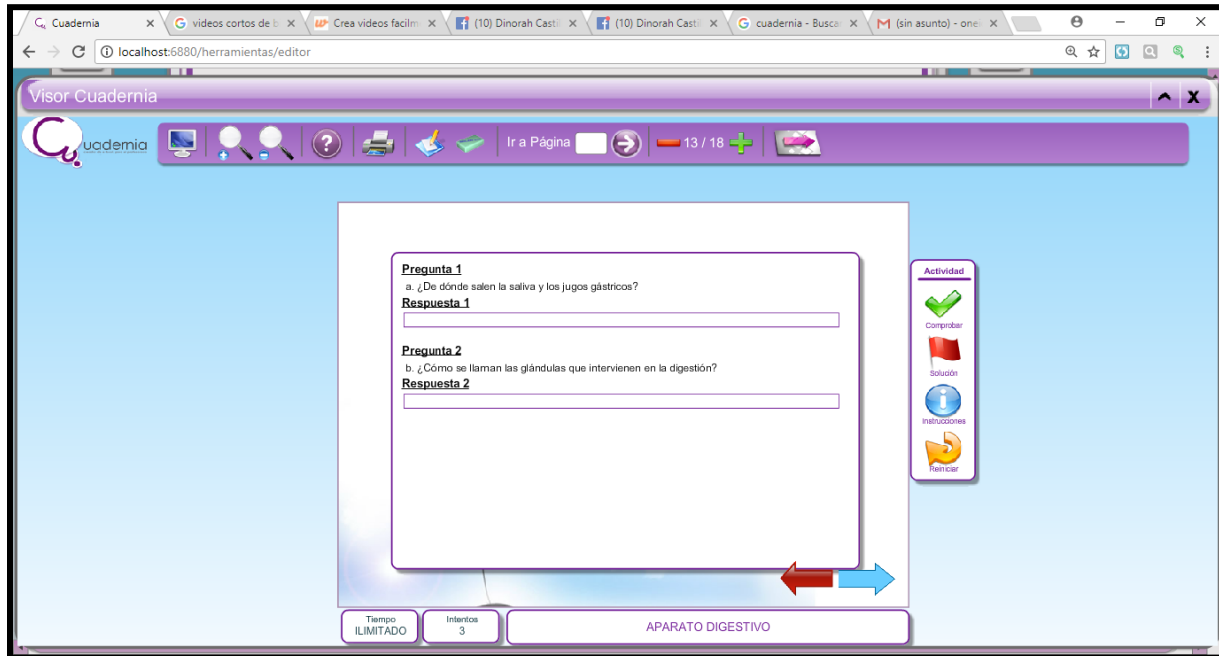 Cuadernia
videos cortos de b
Crea videos facilm
(10) Dinorah Casti
(10) Dinorah Casti
cuadernia - Busca
(sin asunto) - one
localhost:6880/herramientas/editor
Visor Cuadernia
Cuadernia
Ir a Página
13 / 18
Pregunta 1
a. ¿De dónde salen la saliva y los jugos gástricos?
Respuesta 1
Pregunta 2
b. ¿Cómo se llaman las glándulas que intervienen en la digestión?
Respuesta 2
Actividad
Comprobar
Solución
Instrucciones
Reiniciar
Tiempo
ILIMITADO
Intentos
3
APARATO DIGESTIVO